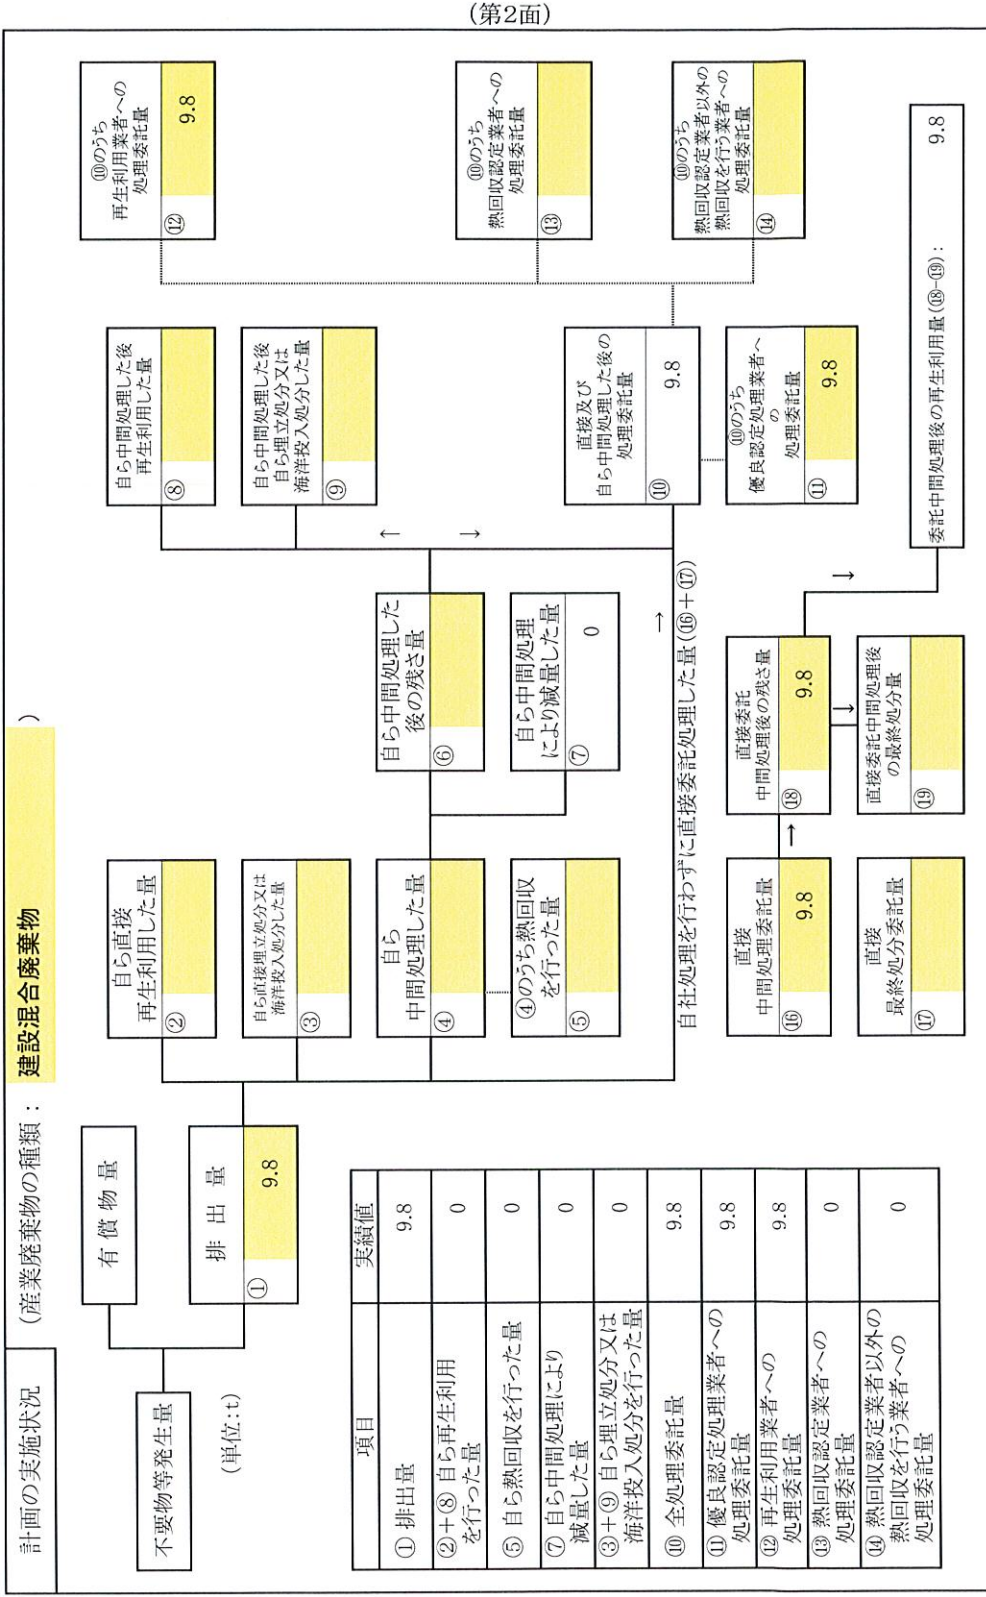 (第2面)
計画の実施状況
(産業廃棄物の種類:
建設混合廃棄物
)
不要物等発生量
(単位:t)
有償物量
排出量
①
9.8
自ら直接
再生利用した量
②
自ら直接埋立処分又は
海洋投入処分した量
③
自ら
中間処理した量
④
④のうち熱回収
を行った量
⑤
自ら中間処理した
後の残さ量
⑥
自ら中間処理
により減量した量
⑦
0
自ら中間処理した後
再生利用した量
⑧
自ら中間処理した後
自ら埋立処分又は
海洋投入処分した量
⑨
↑
↓
直接及び
自ら中間処理した後の
処理委託量
⑩
9.8
⑩のうち
優良認定処理業者へ
の
処理委託量
⑪
9.8
⑩のうち
再生利用業者への
処理委託量
⑫
9.8
⑩のうち
熱回収認定業者への
処理委託量
⑬
⑩のうち
熱回収認定業者以外の
熱回収を行う業者への
処理委託量
⑭
→
自社処理を行わずに直接委託処理した量(⑯+⑰)
直接
中間処理委託量
⑯
9.8
→
直接
最終処分委託量
⑰
直接委託
中間処理後の残さ量
⑱
9.8
↓
直接委託中間処理後
の最終処分量
⑲
↓
委託中間処理後の再生利用量(⑱-⑲):
9.8
項目
実績値
① 排出量
9.8
②+⑧ 自ら再生利用
を行った量
0
⑤ 自ら熱回収を行った量
0
⑦ 自ら中間処理により
減量した量
0
③+⑨ 自ら埋立処分又は
海洋投入処分を行った量
0
⑩ 全処理委託量
9.8
⑪ 優良認定処理業者への
処理委託量
9.8
⑫ 再生利用業者への
処理委託量
9.8
⑬ 熱回収認定業者への
処理委託量
0
⑭ 熱回収認定業者以外の
熱回収を行う業者への
処理委託量
0